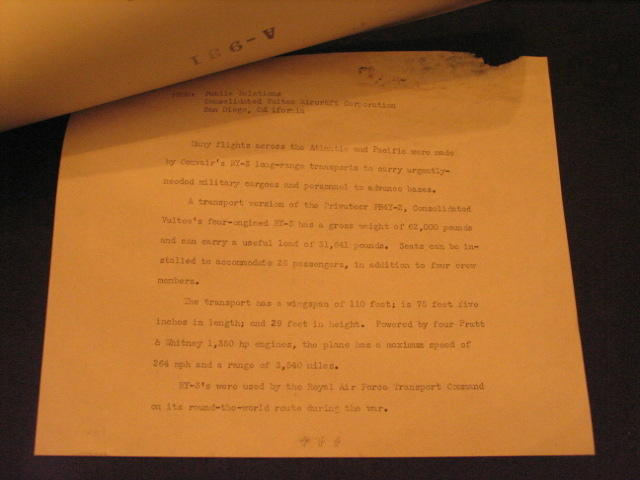 A-991
FROM: Public Relations
Consolidated Vultee Aircraft Corporation
San Diego, California
Many flights across the Atlantic and Pacific were made
by Convair's RY-3 long-range transports to carry urgently-
needed military cargoes and personnel to advance bases.
A transport version of the Privateer PB4Y-2, Consolidated
Vultee's four-engined RY-3 has a gross weight of 62,000 pounds
and can carry a useful load of 31,641 pounds. Seats can be in-
stalled to accommodate 28 passengers, in addition to four crew
members.
The transport has a wingspan of 110 feet; is 75 feet five
inches in length; and 29 feet in height. Powered by four Pratt
& Whitney 1,350 hp engines, the plane has a maximum speed of
264 mph and a range of 3,540 miles.
RY-3's were used by the Royal Air Force Transport Command
on its round-the-world route during the war.